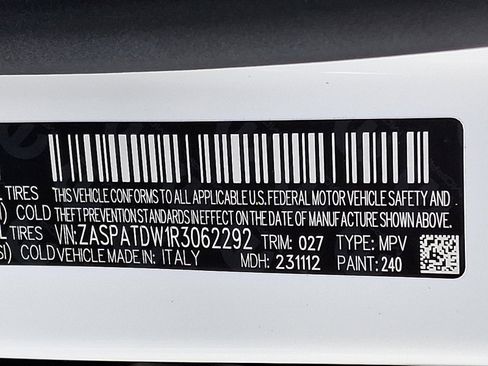 TIRES THIS VEHICLE CONFORMS TO ALL APPLICABLE U.S. FEDERAL MOTOR VEHICLE SAFETY AND
COLD THEFT PREVENTION STANDARDS IN EFFECT ON THE DATE OF MANUFACTURE SHOWN ABOVE.
TIRES VIN:ZASPATDW1R3062292 TRIM: 027 TYPE: MPV
COLD VEHICLE MADE IN: ITALY MDH: 231112 PAINT: 240